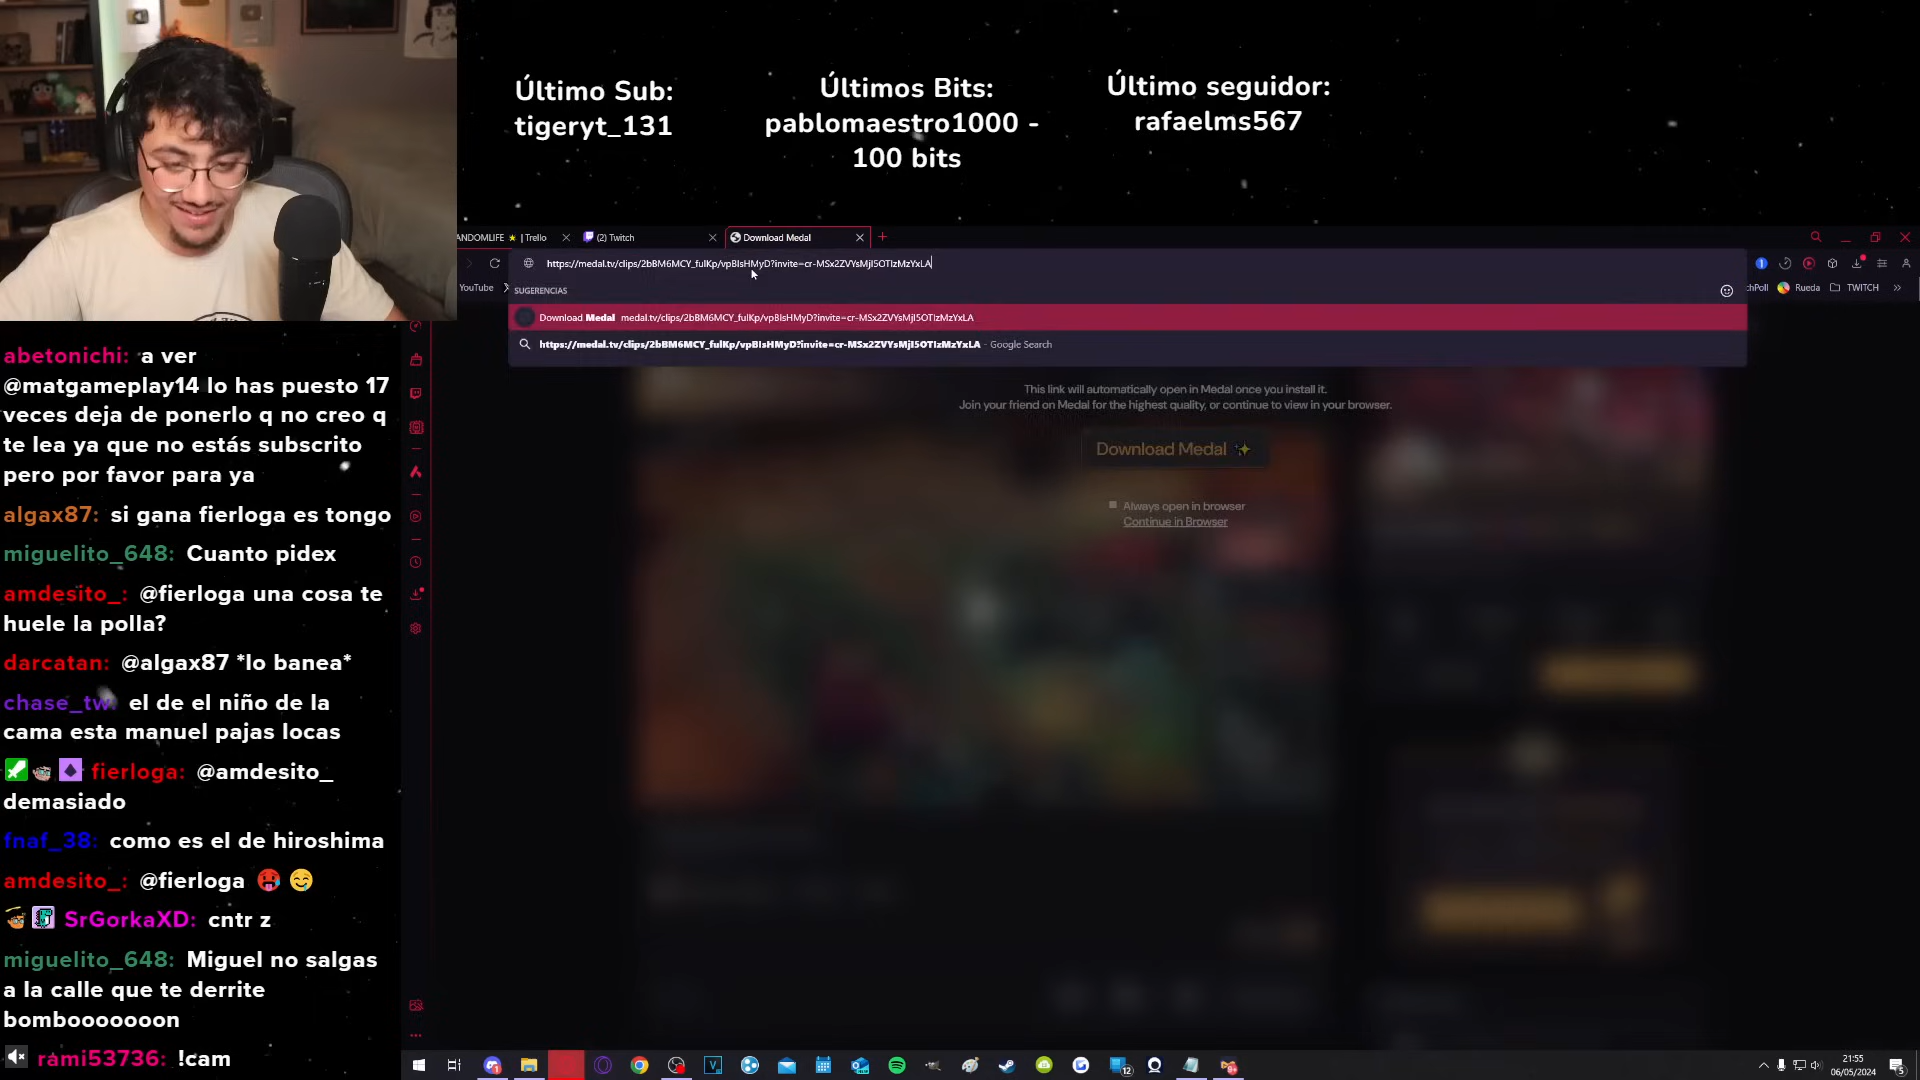 Último Sub:
tigeryt_131
Últimos Bits:
pablomaestro1000 -
100 bits
Último seguidor:
rafaelms567
ANDOMLIFE ★ | Trello
(2) Twitch
Download Medal
https://medal.tv/clips/2bBM6MCY_fulKp/vpBIsHMyD?invite=cr-MSx2ZVYsMjI5OTIzMzYxLA
YouTube
chPoll
Rueda
TWITCH
SUGERENCIAS
Download Medal medal.tv/clips/2bBM6MCY_fulKp/vpBIsHMyD?invite=cr-MSx2ZVYsMjI5OTIzMzYxLA
https://medal.tv/clips/2bBM6MCY_fulKp/vpBIsHMyD?invite=cr-MSx2ZVYsMjI5OTIzMzYxLA - Google Search
This link will automatically open in Medal once you install it.
Join your friend on Medal for the highest quality, or continue to view in your browser.
Download Medal
Always open in browser
Continue in Browser
abetonichi: a ver
@matgameplay14 lo has puesto 17
veces deja de ponerlo q no creo q
te lea ya que no estás subscrito
pero por favor para ya
algax87: si gana fierloga es tongo
miguelito_648: Cuanto pidex
amdesito_: @fierloga una cosa te
huele la polla?
darcatan: @algax87 *lo banea*
chase_tw: el de el niño de la
cama esta manuel pajas locas
fierloga: @amdesito_
demasiado
fnaf_38: como es el de hiroshima
amdesito_: @fierloga 🥵 🤤
SrGorkaXD: cntr z
miguelito_648: Miguel no salgas
a la calle que te derrite
bombooooooon
rami53736: !cam
12
21:55
06/05/2024
5